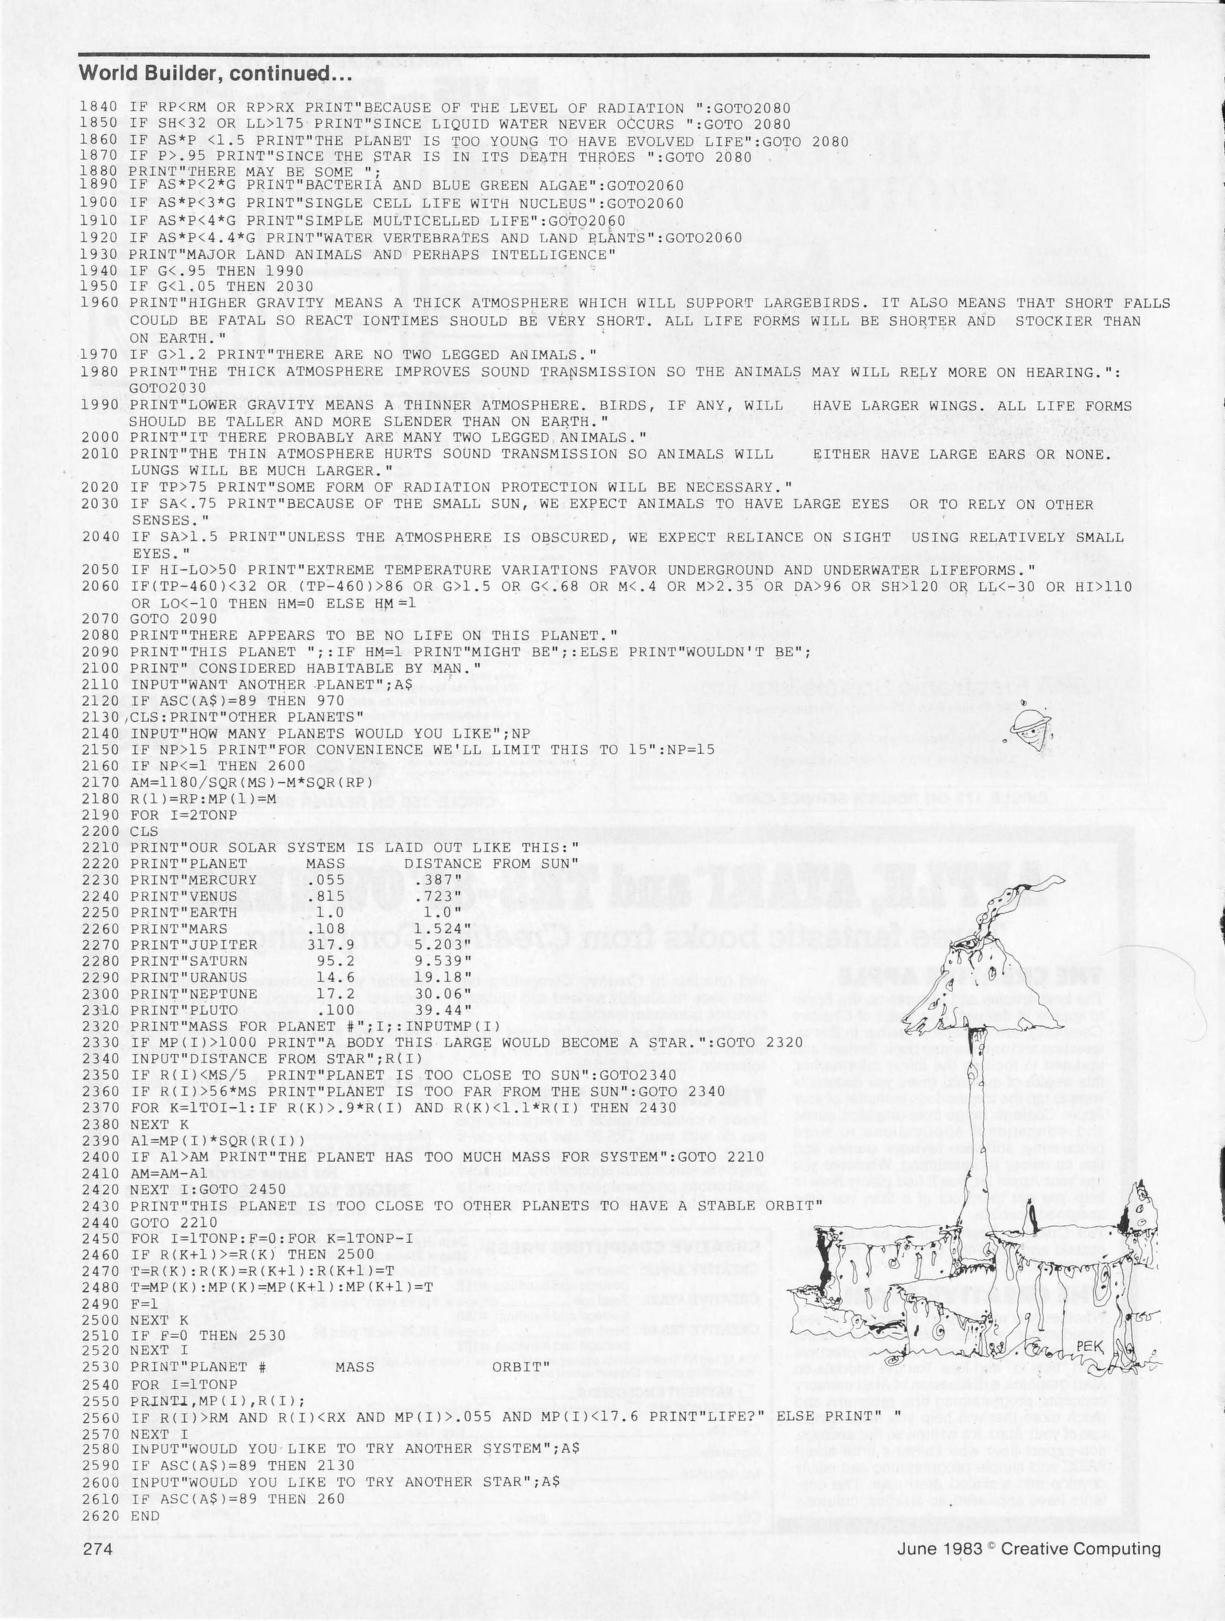 World Builder, continued...
1840 IF RP<RM OR RP>RX PRINT"BECAUSE OF THE LEVEL OF RADIATION ":GOTO2080
1850 IF SH<32 OR LL>175 PRINT"SINCE LIQUID WATER NEVER OCCURS ":GOTO 2080
1860 IF AS*P <1.5 PRINT"THE PLANET IS TOO YOUNG TO HAVE EVOLVED LIFE":GOTO 2080
1870 IF P>.95 PRINT"SINCE THE STAR IS IN ITS DEATH THROES ":GOTO 2080
1880 PRINT"THERE MAY BE SOME ";
1890 IF AS*P<2*G PRINT"BACTERIA AND BLUE GREEN ALGAE":GOTO2060
1900 IF AS*P<3*G PRINT"SINGLE CELL LIFE WITH NUCLEUS":GOTO2060
1910 IF AS*P<4*G PRINT"SIMPLE MULTICELLED LIFE":GOTO2060
1920 IF AS*P<4.4*G PRINT"WATER VERTEBRATES AND LAND PLANTS":GOTO2060
1930 PRINT"MAJOR LAND ANIMALS AND PERHAPS INTELLIGENCE"
1940 IF G<.95 THEN 1990
1950 IF G<1.05 THEN 2030
1960 PRINT"HIGHER GRAVITY MEANS A THICK ATMOSPHERE WHICH WILL SUPPORT LARGEBIRDS. IT ALSO MEANS THAT SHORT FALLS
COULD BE FATAL SO REACT IONTIMES SHOULD BE VERY SHORT. ALL LIFE FORMS WILL BE SHORTER AND STOCKIER THAN
ON EARTH."
1970 IF G>1.2 PRINT"THERE ARE NO TWO LEGGED ANIMALS."
1980 PRINT"THE THICK ATMOSPHERE IMPROVES SOUND TRANSMISSION SO THE ANIMALS MAY WILL RELY MORE ON HEARING.":
GOTO2030
1990 PRINT"LOWER GRAVITY MEANS A THINNER ATMOSPHERE. BIRDS, IF ANY, WILL HAVE LARGER WINGS. ALL LIFE FORMS
SHOULD BE TALLER AND MORE SLENDER THAN ON EARTH."
2000 PRINT"IT THERE PROBABLY ARE MANY TWO LEGGED ANIMALS."
2010 PRINT"THE THIN ATMOSPHERE HURTS SOUND TRANSMISSION SO ANIMALS WILL EITHER HAVE LARGE EARS OR NONE.
LUNGS WILL BE MUCH LARGER."
2020 IF TP>75 PRINT"SOME FORM OF RADIATION PROTECTION WILL BE NECESSARY."
2030 IF SA<.75 PRINT"BECAUSE OF THE SMALL SUN, WE EXPECT ANIMALS TO HAVE LARGE EYES OR TO RELY ON OTHER
SENSES."
2040 IF SA>1.5 PRINT"UNLESS THE ATMOSPHERE IS OBSCURED, WE EXPECT RELIANCE ON SIGHT USING RELATIVELY SMALL
EYES."
2050 IF HI-LO>50 PRINT"EXTREME TEMPERATURE VARIATIONS FAVOR UNDERGROUND AND UNDERWATER LIFEFORMS."
2060 IF(TP-460)<32 OR (TP-460)>86 OR G>1.5 OR G<.68 OR M<.4 OR M>2.35 OR DA>96 OR SH>120 OR LL<-30 OR HI>110
OR LO<-10 THEN HM=0 ELSE HM=1
2070 GOTO 2090
2080 PRINT"THERE APPEARS TO BE NO LIFE ON THIS PLANET."
2090 PRINT"THIS PLANET ";:IF HM=1 PRINT"MIGHT BE";:ELSE PRINT"WOULDN'T BE";
2100 PRINT" CONSIDERED HABITABLE BY MAN."
2110 INPUT"WANT ANOTHER PLANET";A$
2120 IF ASC(A$)=89 THEN 970
2130 CLS:PRINT"OTHER PLANETS"
2140 INPUT"HOW MANY PLANETS WOULD YOU LIKE";NP
2150 IF NP>15 PRINT"FOR CONVENIENCE WE'LL LIMIT THIS TO 15":NP=15
2160 IF NP<=1 THEN 2600
2170 AM=1180/SQR(MS)-M*SQR(RP)
2180 R(1)=RP:MP(1)=M
2190 FOR I=2TONP
2200 CLS
2210 PRINT"OUR SOLAR SYSTEM IS LAID OUT LIKE THIS:"
2220 PRINT"PLANET MASS DISTANCE FROM SUN"
2230 PRINT"MERCURY .055 .387"
2240 PRINT"VENUS .815 .723"
2250 PRINT"EARTH 1.0 1.0"
2260 PRINT"MARS .108 1.524"
2270 PRINT"JUPITER 317.9 5.203"
2280 PRINT"SATURN 95.2 9.539"
2290 PRINT"URANUS 14.6 19.18"
2300 PRINT"NEPTUNE 17.2 30.06"
2310 PRINT"PLUTO .100 39.44"
2320 PRINT"MASS FOR PLANET #";I;:INPUTMP(I)
2330 IF MP(I)>1000 PRINT"A BODY THIS LARGE WOULD BECOME A STAR.":GOTO 2320
2340 INPUT"DISTANCE FROM STAR";R(I)
2350 IF R(I)<MS/5 PRINT"PLANET IS TOO CLOSE TO SUN":GOTO2340
2360 IF R(I)>56*MS PRINT"PLANET IS TOO FAR FROM THE SUN":GOTO 2340
2370 FOR K=1TOI-1:IF R(K)>.9*R(I) AND R(K)<1.1*R(I) THEN 2430
2380 NEXT K
2390 A1=MP(I)*SQR(R(I))
2400 IF A1>AM PRINT"THE PLANET HAS TOO MUCH MASS FOR SYSTEM":GOTO 2210
2410 AM=AM-A1
2420 NEXT I:GOTO 2450
2430 PRINT"THIS PLANET IS TOO CLOSE TO OTHER PLANETS TO HAVE A STABLE ORBIT"
2440 GOTO 2210
2450 FOR I=1TONP:F=0:FOR K=1TONP-I
2460 IF R(K+1)>=R(K) THEN 2500
2470 T=R(K):R(K)=R(K+1):R(K+1)=T
2480 T=MP(K):MP(K)=MP(K+1):MP(K+1)=T
2490 F=1
2500 NEXT K
2510 IF F=0 THEN 2530
2520 NEXT I
2530 PRINT"PLANET # MASS ORBIT"
2540 FOR I=1TONP
2550 PRINTI,MP(I),R(I);
2560 IF R(I)>RM AND R(I)<RX AND MP(I)>.055 AND MP(I)<17.6 PRINT"LIFE?" ELSE PRINT" "
2570 NEXT I
2580 INPUT"WOULD YOU LIKE TO TRY ANOTHER SYSTEM";A$
2590 IF ASC(A$)=89 THEN 2130
2600 INPUT"WOULD YOU LIKE TO TRY ANOTHER STAR";A$
2610 IF ASC(A$)=89 THEN 260
2620 END
PEK
274
June 1983 © Creative Computing